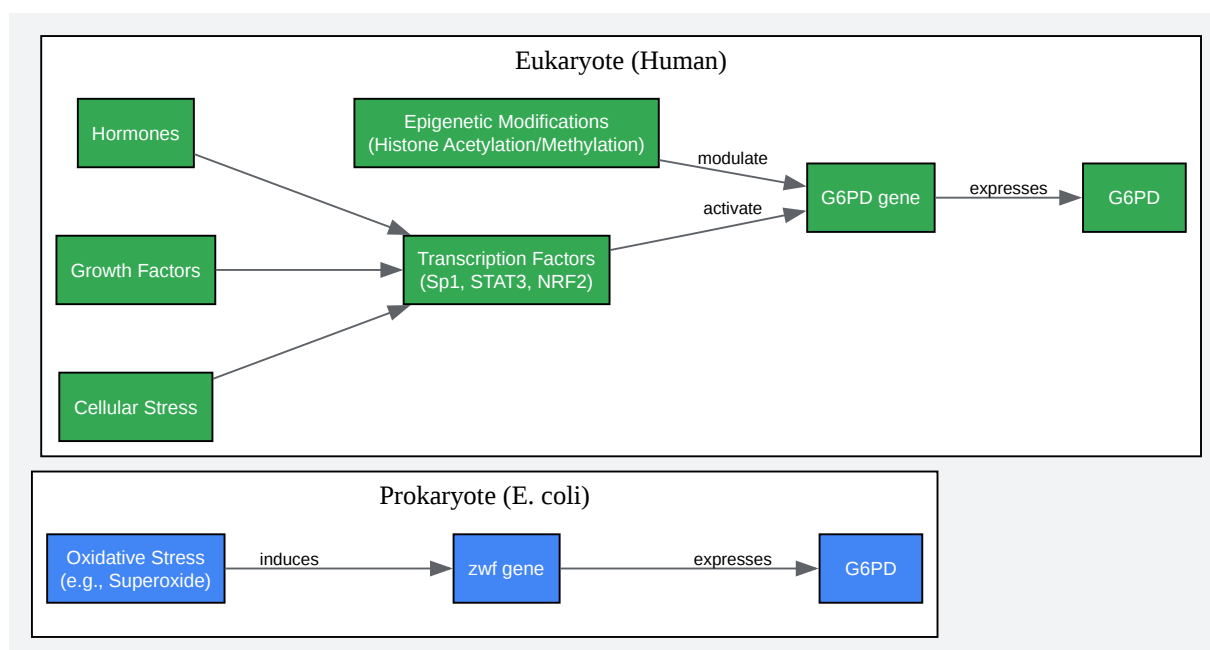 Eukaryote (Human)
Hormones
Epigenetic Modifications
(Histone Acetylation/Methylation)
modulate
G6PD gene
expresses
G6PD
activate
Growth Factors
Transcription Factors
(Sp1, STAT3, NRF2)
Cellular Stress
Prokaryote (E. coli)
Oxidative Stress
(e.g., Superoxide)
induces
zwf gene
expresses
G6PD